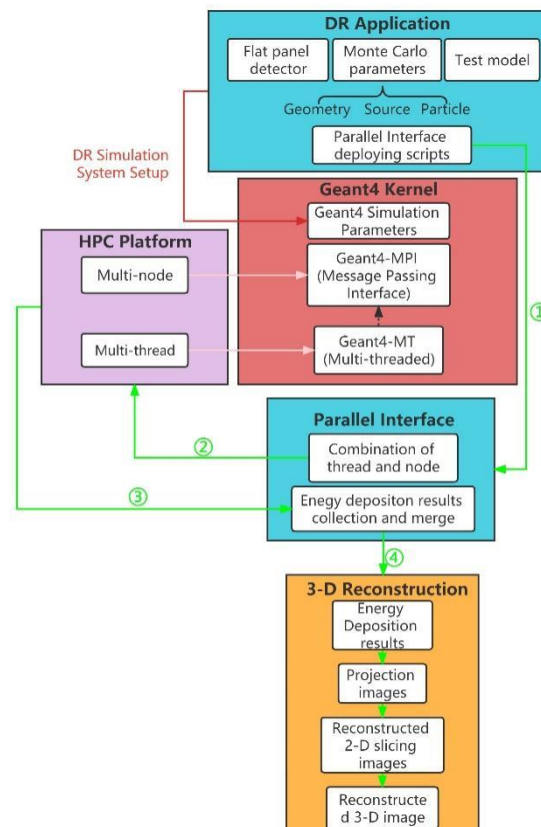 DR Application
Flat panel
detector
Monte Carlo
parameters
Test model
Geometry Source Particle
Parallel Interface
deploying scripts
DR Simulation
System Setup
Geant4 Kernel
Geant4 Simulation
Parameters
HPC Platform
Multi-node
Geant4-MPI
(Message Passing
Interface)
①
Multi-thread
Geant4-MT
(Multi-threaded)
Parallel Interface
②
Combination of
thread and node
③
Enegy depositon results
collection and merge
④
3-D Reconstruction
Energy
Deposition
results
Projection
images
Reconstructed
2-D slicing
images
Reconstructe
d 3-D image